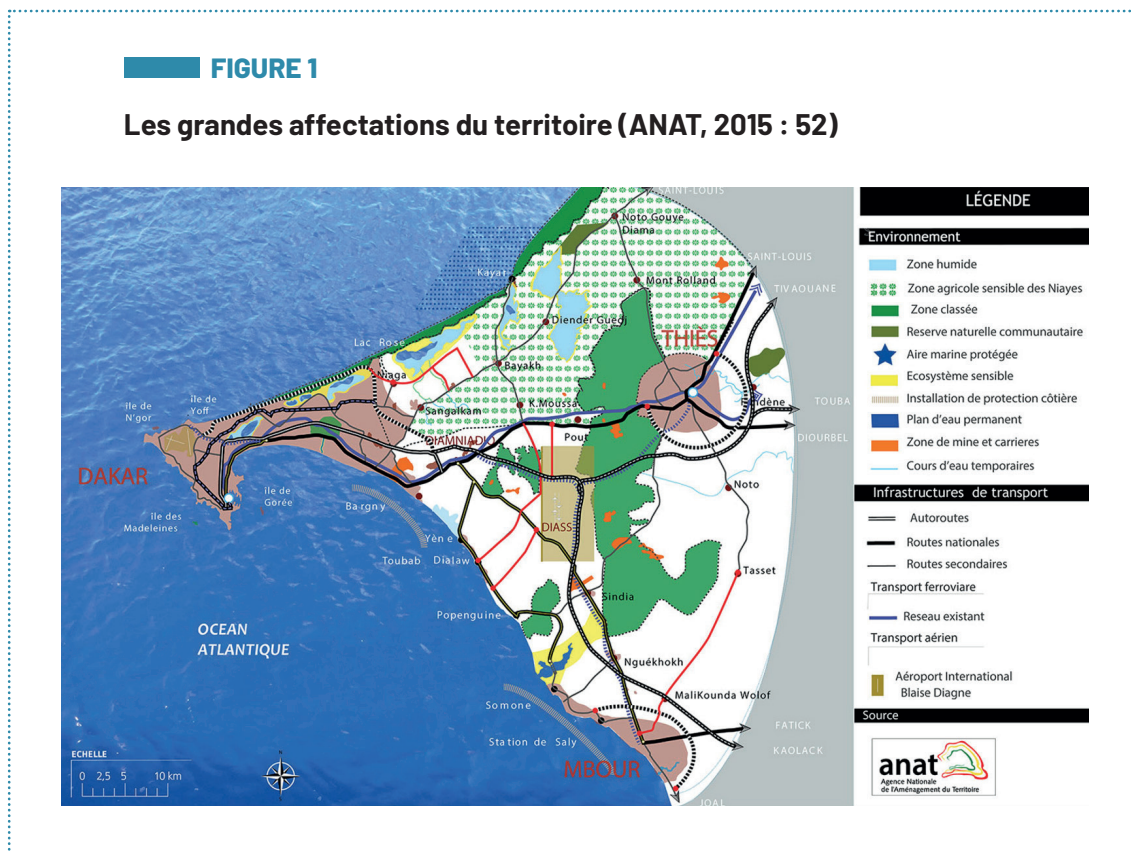 FIGURE 1
Les grandes affectations du territoire (ANAT, 2015 : 52)
SAINT-LOUIS
Noto Gouye
Diama
Kayar
Mont Rolland
SAINT-LOUIS
TIVAOUANE
Diender Guedj
Lac Rose
THIÈS
Niaga
Bayakh
île de
Yoff
Ile de
N'gor
Sangalkam
K.Moussa
TOUBA
DIAMNIADIO
Pout
DIOURBEL
DAKAR
île de
Gorée
île des
Madeleines
Bargny
Noto
DIASS
Yène
Toubab Dialaw
Tasset
Sindia
Popenguine
OCEAN
ATLANTIQUE
Nguékhokh
MaliKounda Wolof
Somone
FATICK
Station de Saly
KAOLACK
MBOUR
JOAL
ECHELLE
0 2,5 5 10 km
N
LÉGENDE
Environnement
Zone humide
Zone agricole sensible des Niayes
Zone classée
Reserve naturelle communautaire
Aire marine protégée
Ecosystème sensible
Installation de protection côtière
Plan d'eau permanent
Zone de mine et carrieres
Cours d'eau temporaires
Infrastructures de transport
Autoroutes
Routes nationales
Routes secondaires
Transport ferroviaire
Reseau existant
Transport aérien
Aéroport International
Blaise Diagne
Source
anat
Agence Nationale
de l'Aménagement du Territoire